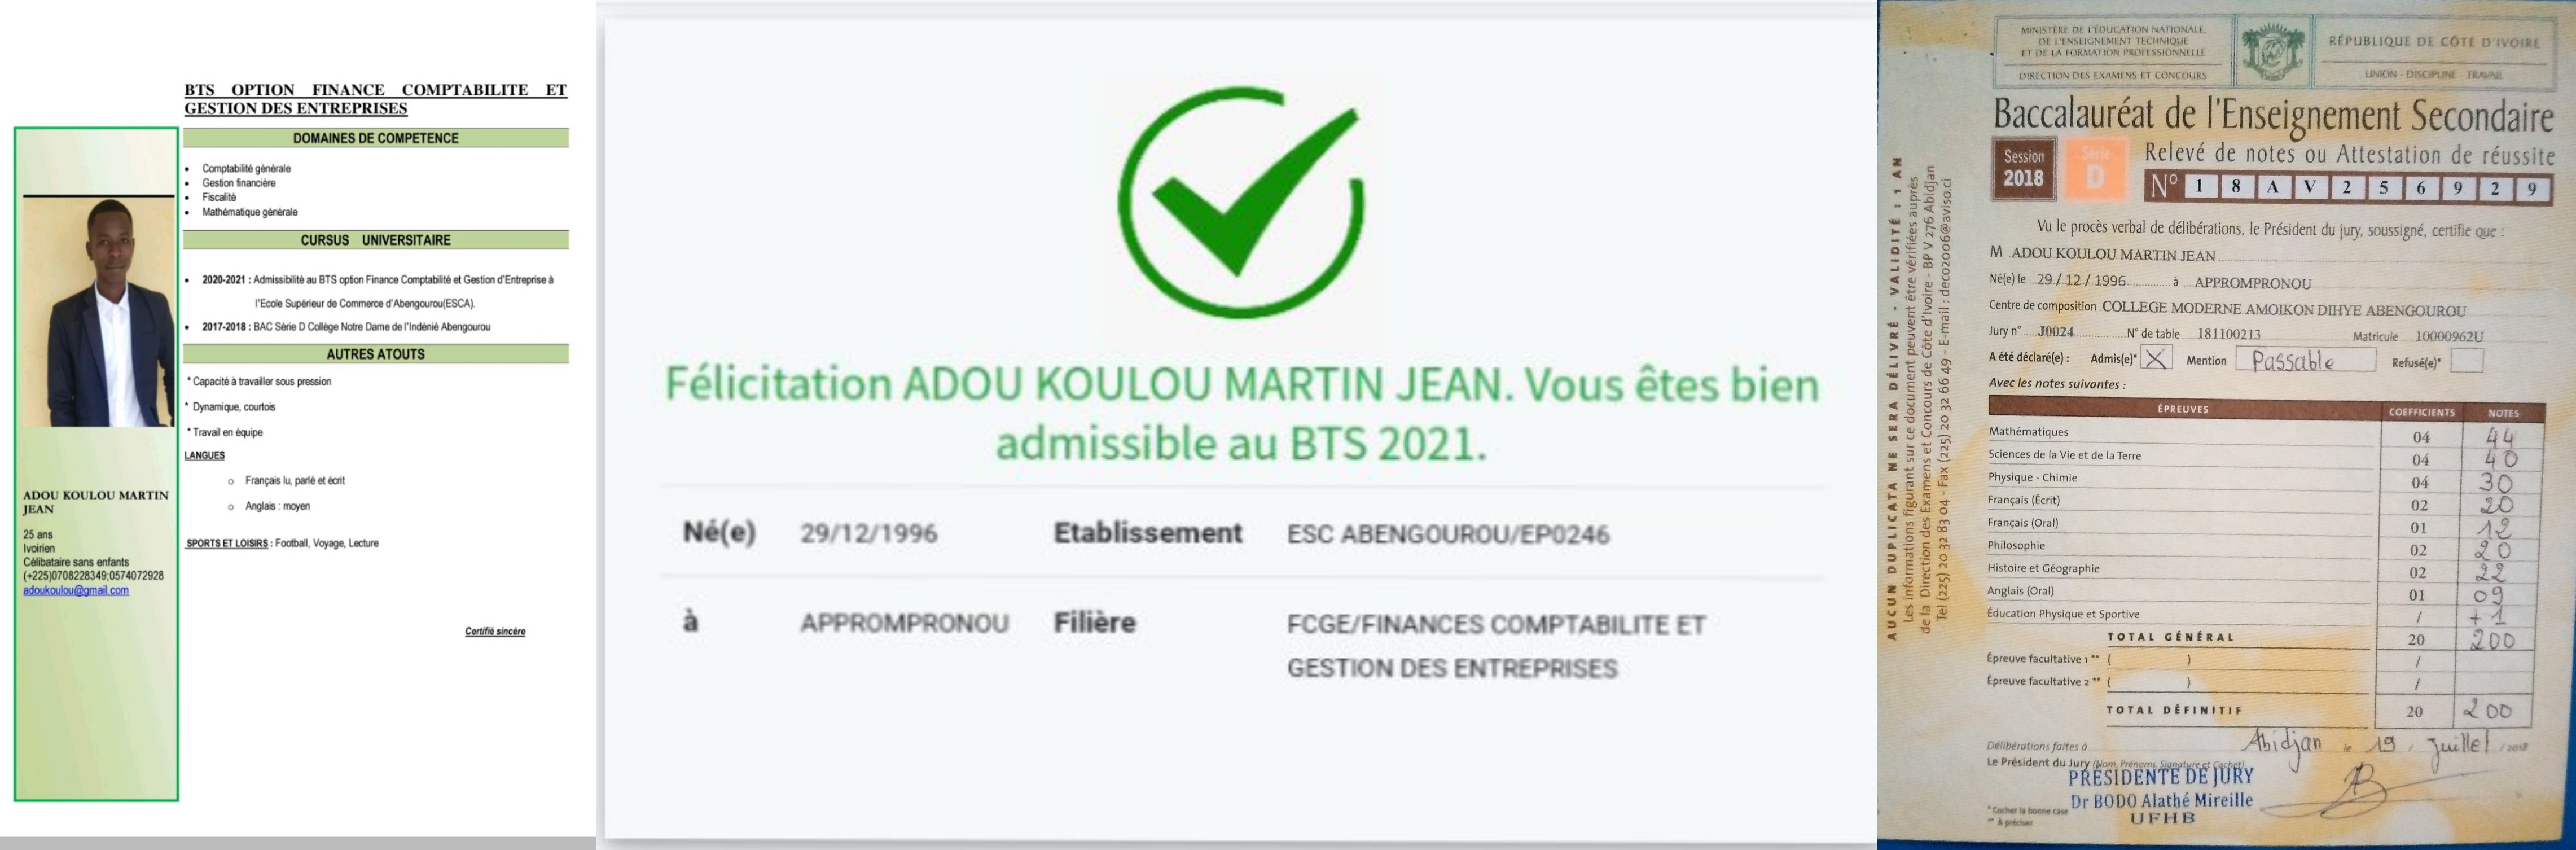 BTS OPTION FINANCE COMPTABILITE ET
GESTION DES ENTREPRISES
DOMAINES DE COMPETENCE
• Comptabilité générale
• Gestion financière
• Fiscalité
• Mathématique générale
CURSUS UNIVERSITAIRE
• 2020-2021 : Admissibilité au BTS option Finance Comptabilité et Gestion d'Entreprise à
l'Ecole Supérieur de Commerce d'Abengourou(ESCA).
• 2017-2018 : BAC Série D Collège Notre Dame de l'Indénié Abengourou
AUTRES ATOUTS
* Capacité à travailler sous pression
* Dynamique, courtois
* Travail en équipe
LANGUES
o Français lu, parlé et écrit
o Anglais : moyen
SPORTS ET LOISIRS : Football, Voyage, Lecture
Certifié sincère
ADOU KOULOU MARTIN
JEAN
25 ans
Ivoirien
Célibataire sans enfants
(+225)0708228349;0574072928
adoukoulou@gmail.com
Félicitation ADOU KOULOU MARTIN JEAN. Vous êtes bien
admissible au BTS 2021.
Né(e) 29/12/1996 Etablissement ESC ABENGOUROU/EP0246
à APPROMPRONOU Filière FCGE/FINANCES COMPTABILITE ET
GESTION DES ENTREPRISES
MINISTÈRE DE L'ÉDUCATION NATIONALE,
DE L'ENSEIGNEMENT TECHNIQUE
ET DE LA FORMATION PROFESSIONNELLE
DIRECTION DES EXAMENS ET CONCOURS
RÉPUBLIQUE DE CÔTE D'IVOIRE
UNION - DISCIPLINE - TRAVAIL
Baccalauréat de l'Enseignement Secondaire
Session
2018
Série
D
Relevé de notes ou Attestation de réussite
N° 1 8 A V 2 5 6 9 2 9
Vu le procès verbal de délibérations, le Président du jury, soussigné, certifie que :
M ADOU KOULOU MARTIN JEAN
Né(e) le 29 / 12 / 1996 à APPROMPRONOU
Centre de composition COLLEGE MODERNE AMOIKON DIHYE ABENGOUROU
Jury n° J0024 N° de table 181100213 Matricule 10000962U
A été déclaré(e) : Admis(e)* X Mention Passable Refusé(e)*
Avec les notes suivantes :
ÉPREUVES COEFFICIENTS NOTES
Mathématiques 04 44
Sciences de la Vie et de la Terre 04 40
Physique - Chimie 04 30
Français (Écrit) 02 20
Français (Oral) 01 12
Philosophie 02 20
Histoire et Géographie 02 22
Anglais (Oral) 01 09
Éducation Physique et Sportive / + 1
TOTAL GÉNÉRAL 20 200
Épreuve facultative 1 ** ( ) /
Épreuve facultative 2 ** ( ) /
TOTAL DÉFINITIF 20 200
Délibérations faites à Abidjan le 19 / Juillet / 2018
Le Président du Jury (Nom, Prénoms, Signature et Cachet)
PRÉSIDENTE DE JURY
Dr BODO Alathé Mireille
UFHB
* Cocher la bonne case
** A préciser
AUCUN DUPLICATA NE SERA DÉLIVRÉ - VALIDITÉ : 1 AN
Les informations figurant sur ce document peuvent être vérifiées auprès
de la Direction des Examens et Concours de Côte d'Ivoire - BP V 276 Abidjan
Tel (225) 20 32 83 04 - Fax (225) 20 32 66 49 - E-mail : deco2006@aviso.ci